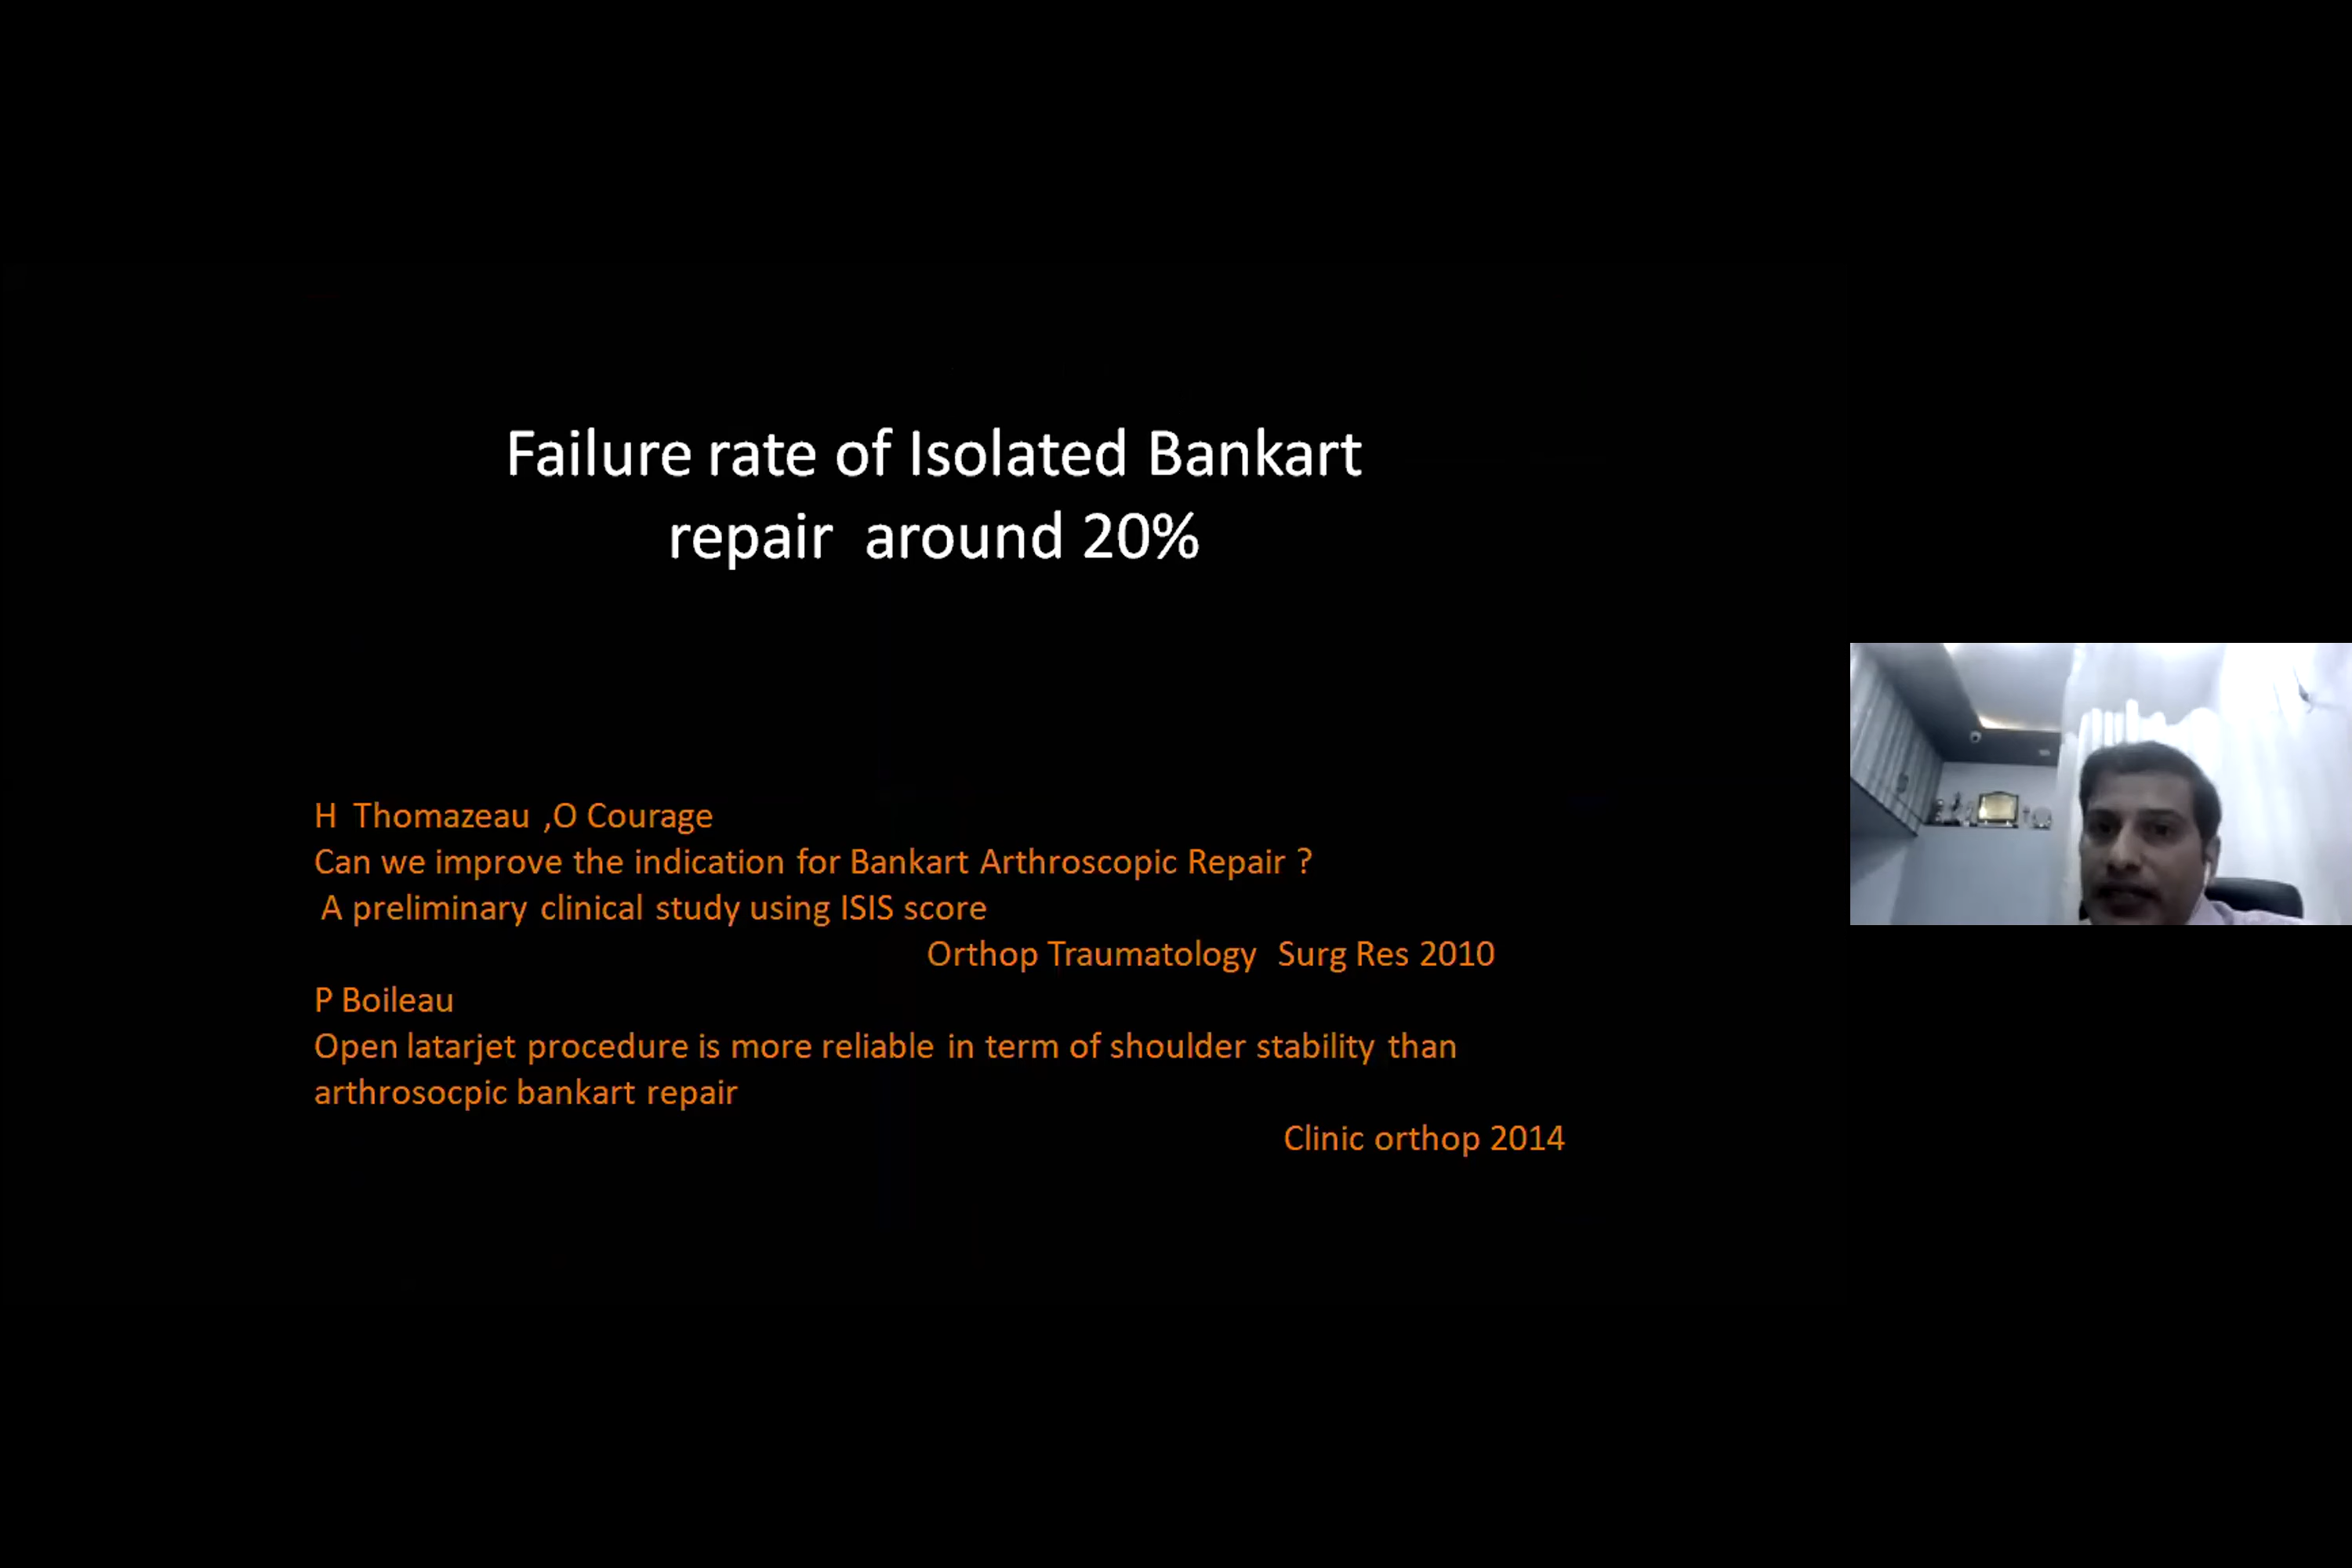 Failure rate of Isolated Bankart
repair around 20%
H Thomazeau ,O Courage
Can we improve the indication for Bankart Arthroscopic Repair ?
A preliminary clinical study using ISIS score
Orthop Traumatology Surg Res 2010
P Boileau
Open latarjet procedure is more reliable in term of shoulder stability than
arthrosocpic bankart repair
Clinic orthop 2014